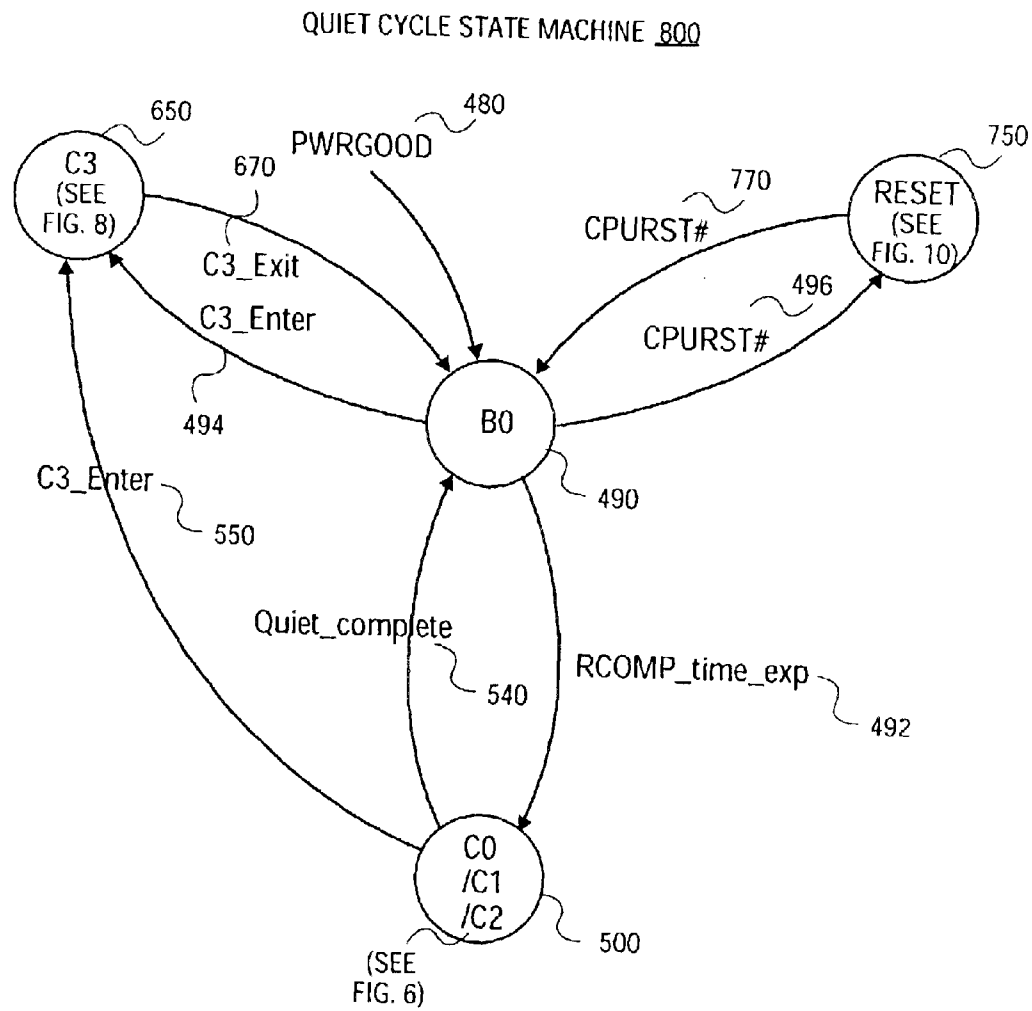 QUIET CYCLE STATE MACHINE 800
480
650
PWRGOOD
750
C3
(SEE
FIG. 8)
670
770
RESET
(SEE
FIG. 10)
CPURST#
C3_Exit
496
C3_Enter
CPURST#
494
B0
C3_Enter
490
550
Quiet_complete
RCOMP_time_exp
540
492
C0
/C1
/C2
500
(SEE
FIG. 6)